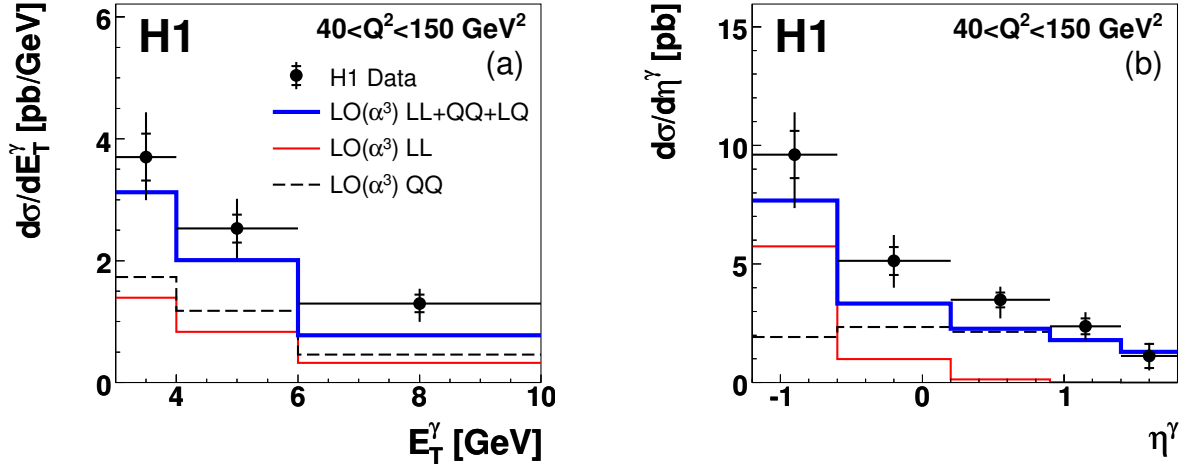 H1
40<Q²<150 GeV²
(a)
H1 Data
LO(α³) LL+QQ+LQ
LO(α³) LL
LO(α³) QQ
dσ/dE_T^γ [pb/GeV]
6
4
2
0
4 6 8 10
E_T^γ [GeV]
H1
40<Q²<150 GeV²
(b)
dσ/dη^γ [pb]
15
10
5
0
-1 0 1
η^γ